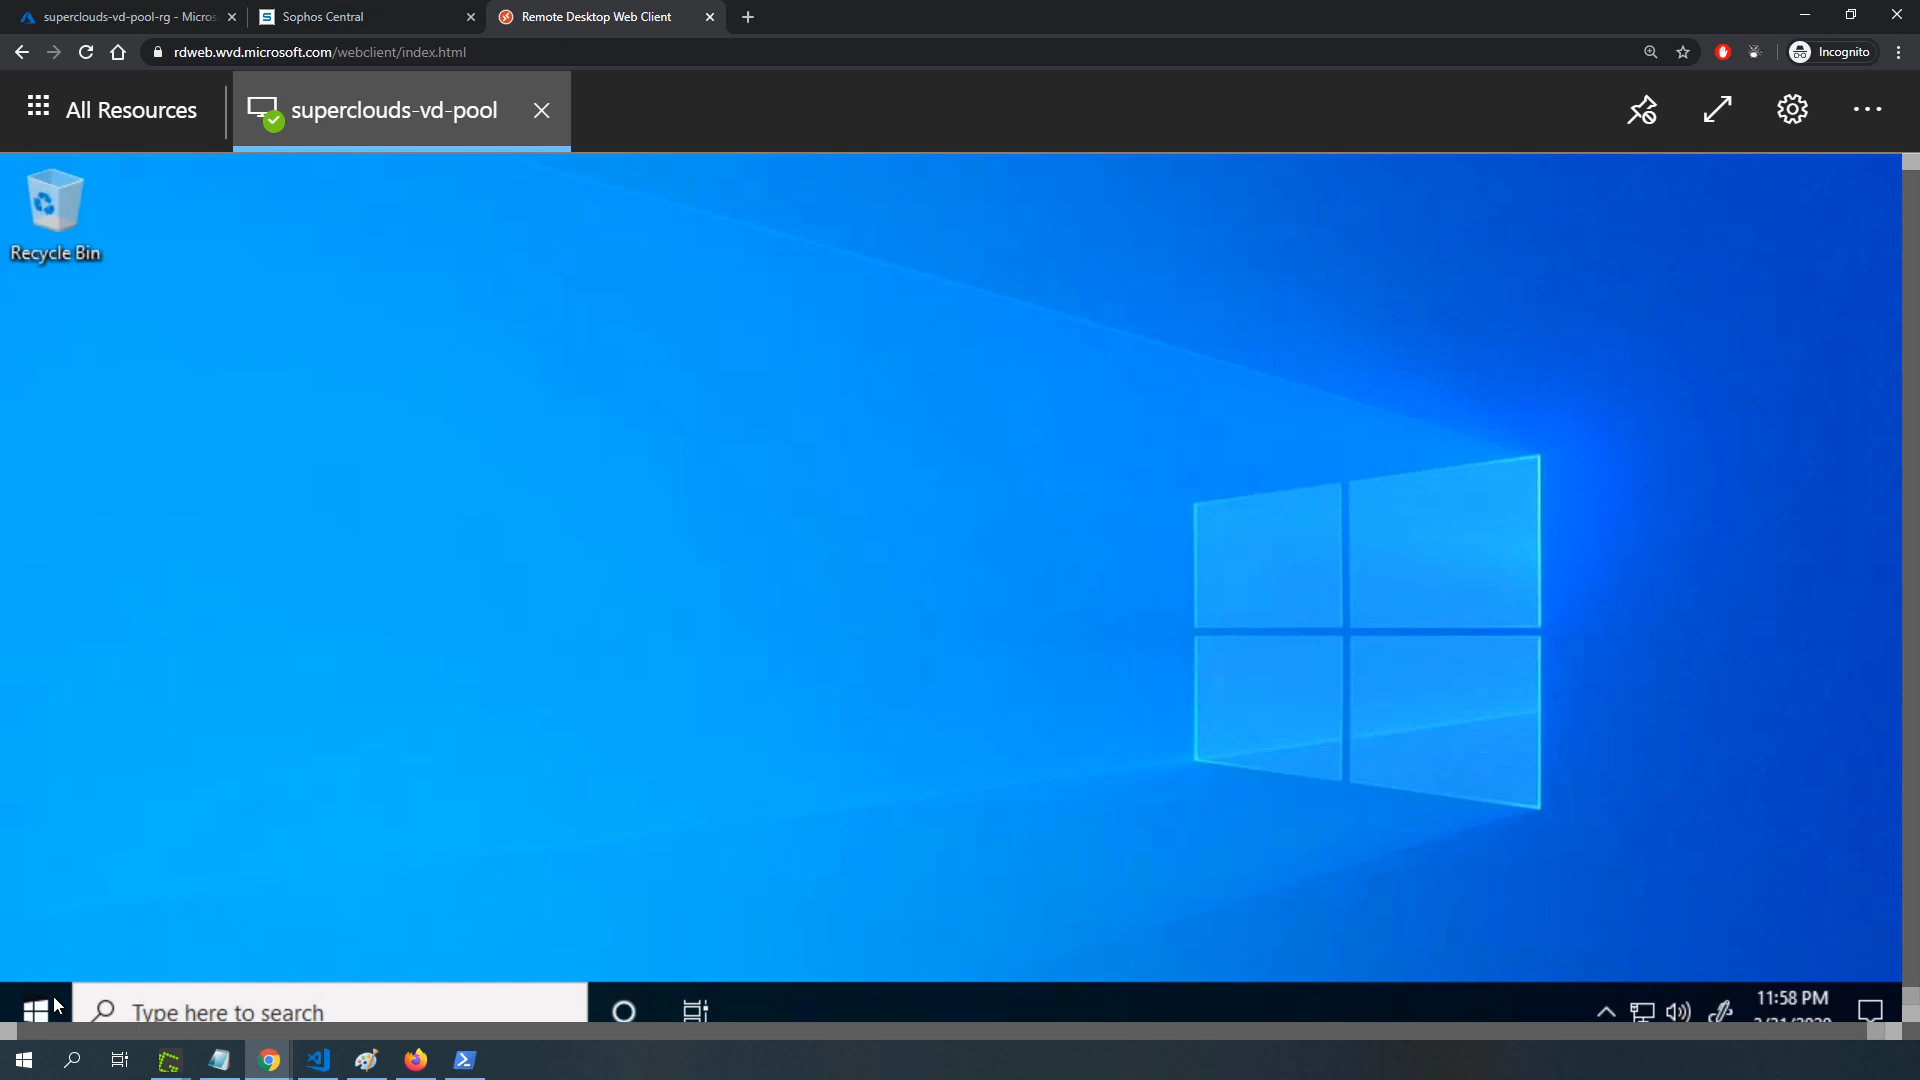 superclouds-vd-pool-rg - Micros
Sophos Central
Remote Desktop Web Client
rdweb.wvd.microsoft.com/webclient/index.html
Incognito
All Resources
superclouds-vd-pool
Recycle Bin
Type here to search
11:58 PM